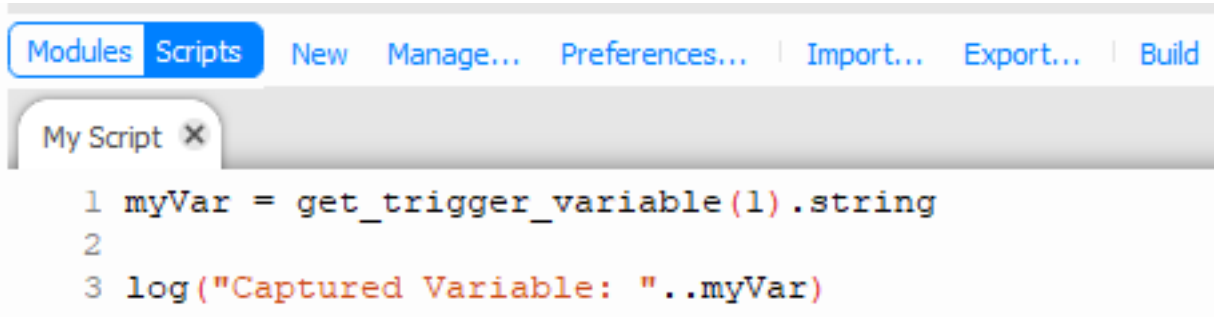 Modules Scripts New Manage... Preferences... Import... Export... Build
My Script ×
1 myVar = get_trigger_variable(1).string
2
3 log("Captured Variable: "..myVar)